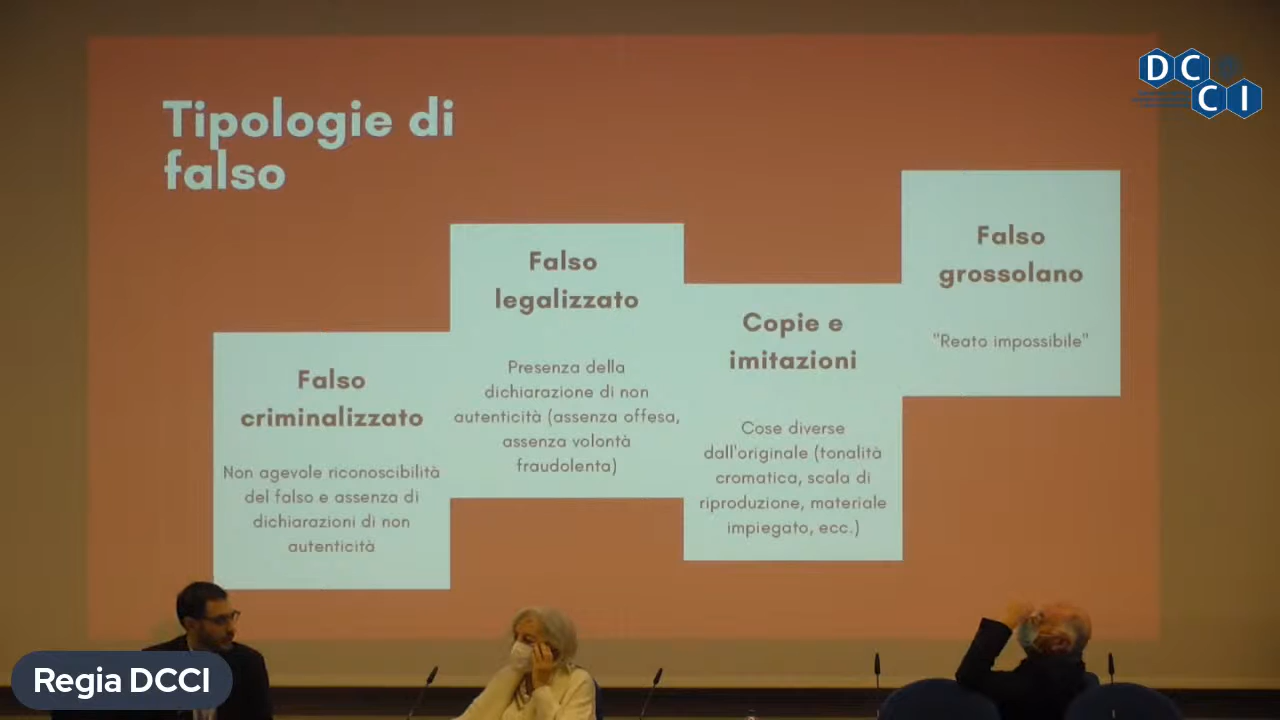 Tipologie di
falso
Falso
criminalizzato
Non agevole riconoscibilità
del falso e assenza di
dichiarazioni di non
autenticità
Falso
legalizzato
Presenza della
dichiarazione di non
autenticità (assenza offesa,
assenza volontà
fraudolenta)
Copie e
imitazioni
Cose diverse
dall'originale (tonalità
cromatica, scala di
riproduzione, materiale
impiegato, ecc.)
Falso
grossolano
"Reato impossibile"
DC
CI
Regia DCCI